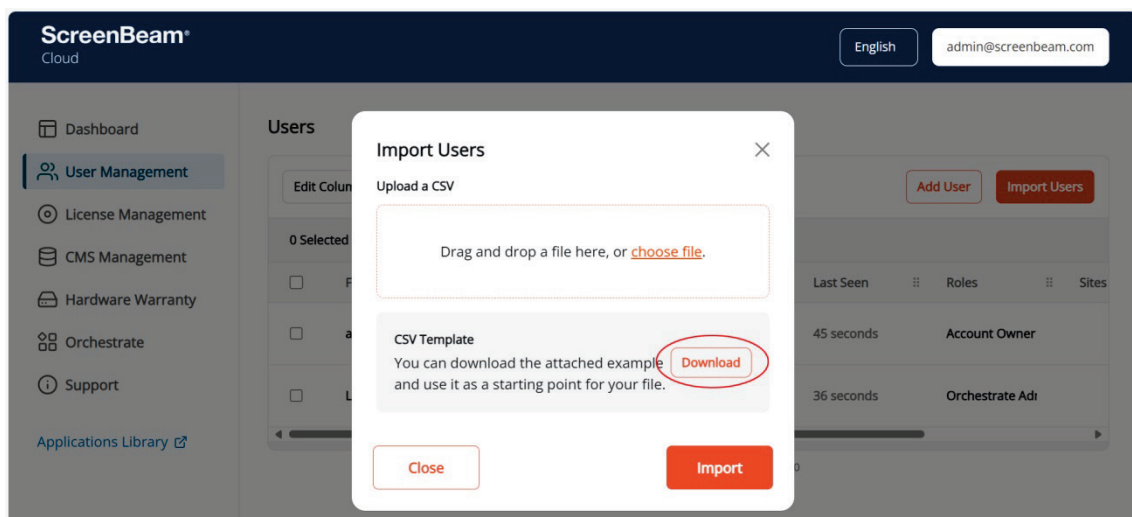 ScreenBeam®
Cloud
English
admin@screenbeam.com
Dashboard
User Management
License Management
CMS Management
Hardware Warranty
Orchestrate
Support
Applications Library
Users
Edit Colum
Add User
Import Users
0 Selected
F
Last Seen
Roles
Sites
a
45 seconds
Account Owner
L
36 seconds
Orchestrate Adr
0
Import Users
Upload a CSV
Drag and drop a file here, or choose file.
CSV Template
You can download the attached example
and use it as a starting point for your file.
Download
Close
Import